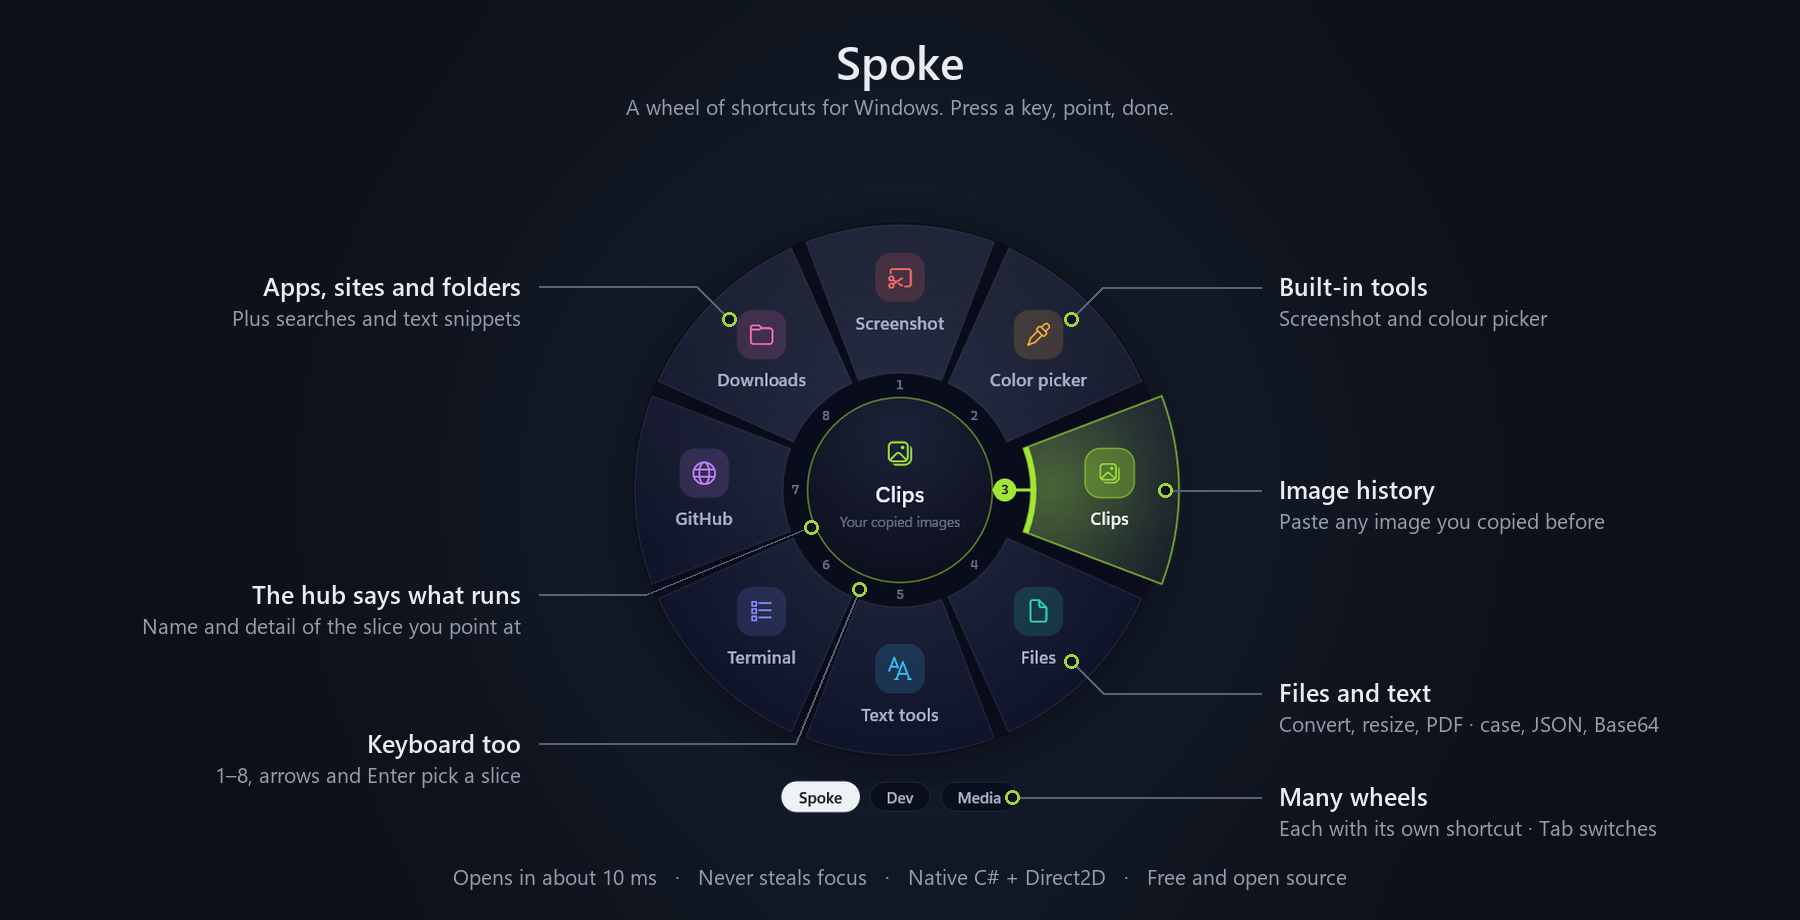 Spoke
A wheel of shortcuts for Windows. Press a key, point, done.
Apps, sites and folders
Plus searches and text snippets
The hub says what runs
Name and detail of the slice you point at
Keyboard too
1–8, arrows and Enter pick a slice
Screenshot
Color picker
Clips
Files
Text tools
Terminal
GitHub
Downloads
1
2
3
4
5
6
7
8
Clips
Your copied images
Built-in tools
Screenshot and colour picker
Image history
Paste any image you copied before
Files and text
Convert, resize, PDF · case, JSON, Base64
Many wheels
Each with its own shortcut · Tab switches
Spoke
Dev
Media
Opens in about 10 ms · Never steals focus · Native C# + Direct2D · Free and open source